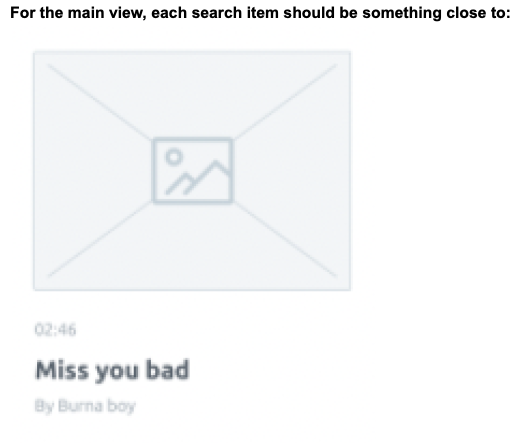 For the main view, each search item should be something close to:
02:46
Miss you bad
By Burna boy